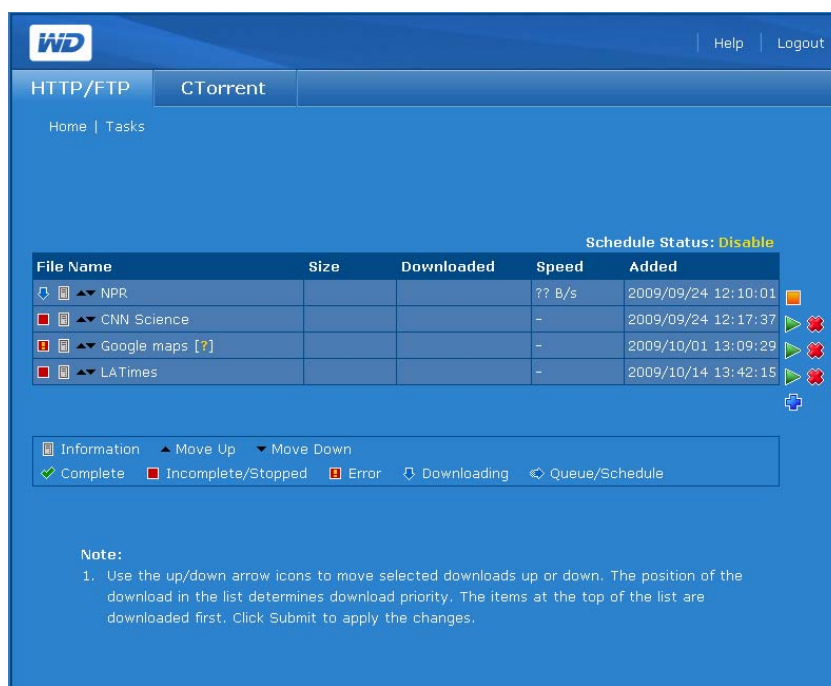 WD
Help | Logout
HTTP/FTP CTorrent
Home | Tasks
Schedule Status: Disable
File Name Size Downloaded Speed Added
NPR ?? B/s 2009/09/24 12:10:01
CNN Science - 2009/09/24 12:17:37
Google maps [?] - 2009/10/01 13:09:29
LATimes - 2009/10/14 13:42:15
Information Move Up Move Down
Complete Incomplete/Stopped Error Downloading Queue/Schedule
Note:
1. Use the up/down arrow icons to move selected downloads up or down. The position of the
download in the list determines download priority. The items at the top of the list are
downloaded first. Click Submit to apply the changes.